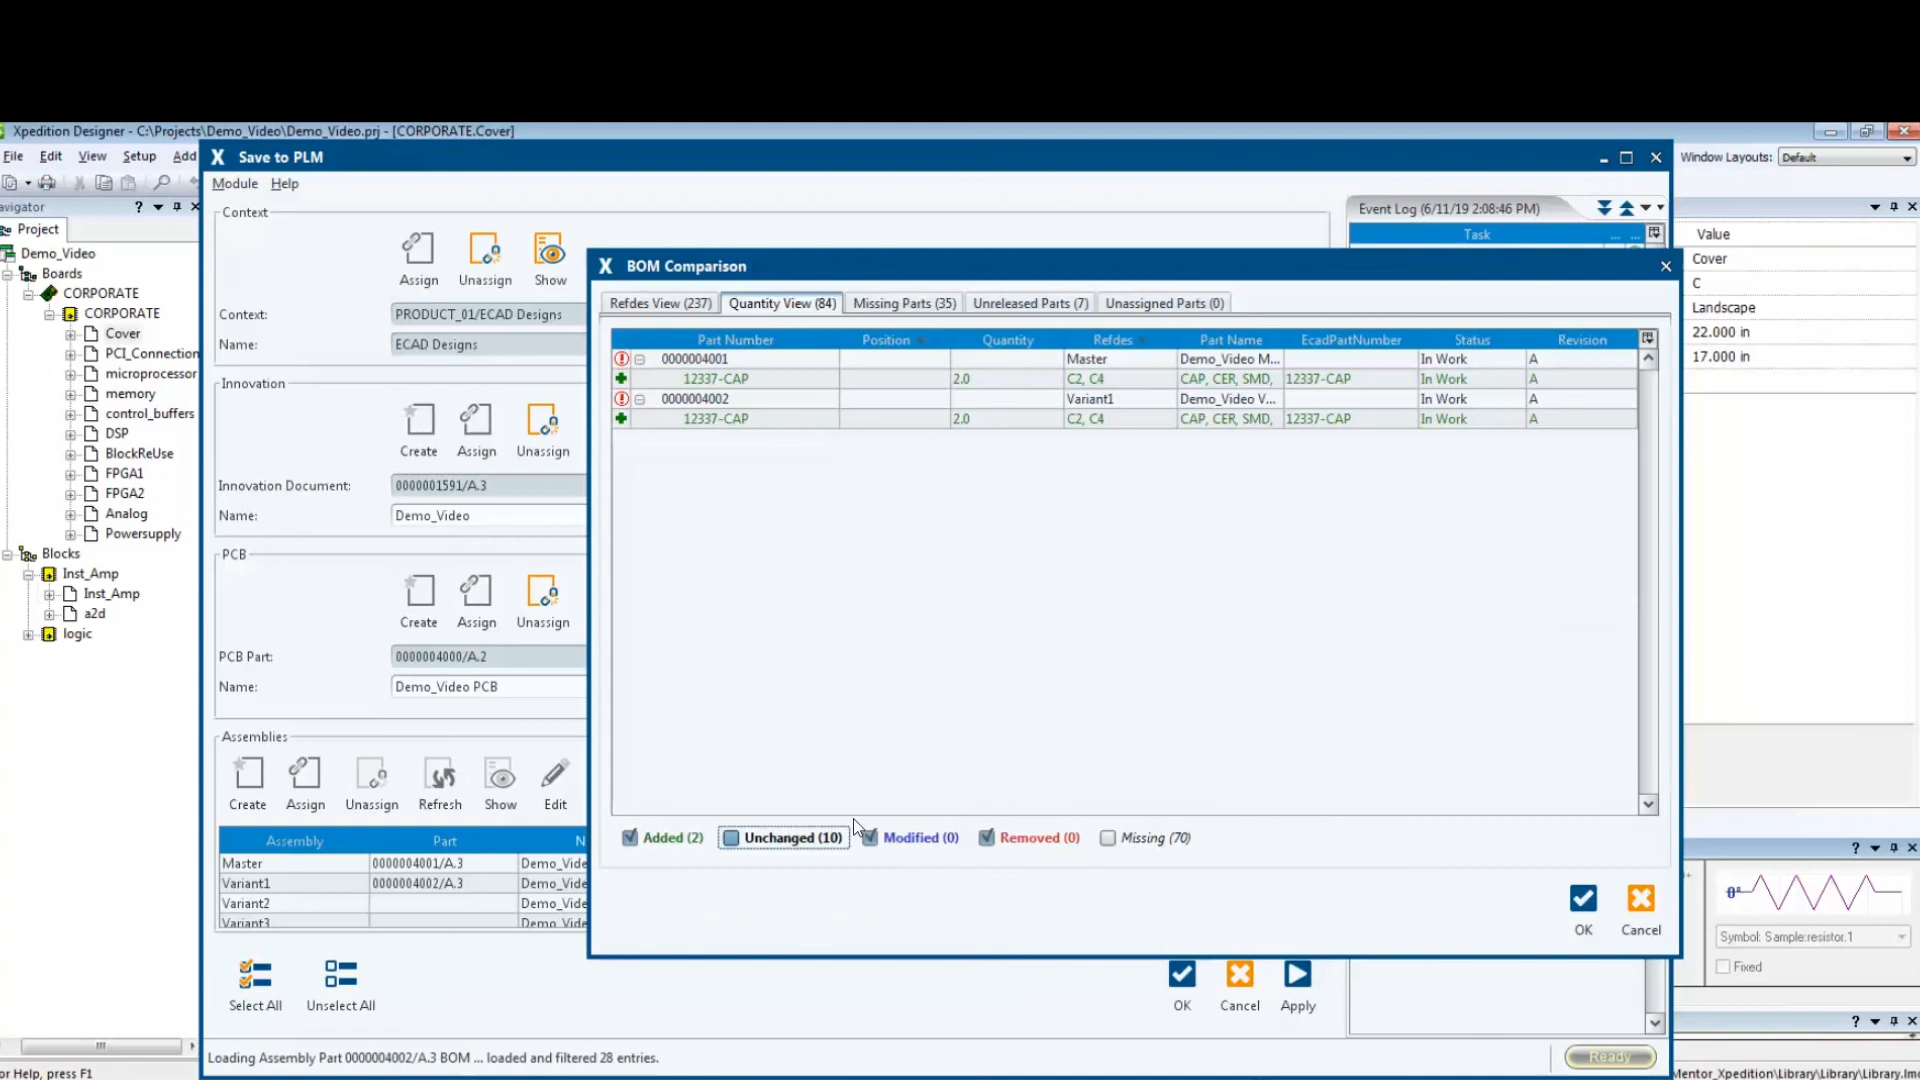 Xpedition Designer - C:\Projects\Demo_Video\Demo_Video.prj - [CORPORATE.Cover]
File Edit View Setup Add
Save to PLM
Window Layouts: Default
Module Help
Project
Demo_Video
Boards
CORPORATE
CORPORATE
Cover
PCI_Connection
microprocessor
memory
control_buffers
DSP
BlockReUse
FPGA1
FPGA2
Analog
Powersupply
Blocks
Inst_Amp
Inst_Amp
a2d
logic
Context
Assign Unassign Show
Context: PRODUCT_01/ECAD Designs
Name: ECAD Designs
Innovation
Create Assign Unassign
Innovation Document: 0000001591/A.3
Name: Demo_Video
PCB
Create Assign Unassign
PCB Part: 0000004000/A.2
Name: Demo_Video PCB
Assemblies
Create Assign Unassign Refresh Show Edit
Assembly Part N
Master 0000004001/A.3 Demo_Vide
Variant1 0000004002/A.3 Demo_Vide
Variant2 Demo_Vide
Variant3 Demo_Vide
Select All Unselect All
OK Cancel Apply
Loading Assembly Part 0000004002/A.3 BOM ... loaded and filtered 28 entries.
Ready
Event Log (6/11/19 2:08:46 PM)
Task
BOM Comparison
Refdes View (237) Quantity View (84) Missing Parts (35) Unreleased Parts (7) Unassigned Parts (0)
Part Number Position Quantity Refdes Part Name EcadPartNumber Status Revision
0000004001 Master Demo_Video M... In Work A
12337-CAP 2.0 C2, C4 CAP, CER, SMD, 12337-CAP In Work A
0000004002 Variant1 Demo_Video V... In Work A
12337-CAP 2.0 C2, C4 CAP, CER, SMD, 12337-CAP In Work A
Added (2) Unchanged (10) Modified (0) Removed (0) Missing (70)
OK Cancel
Value
Cover
C
Landscape
22.000 in
17.000 in
Symbol: Sample:resistor.1
Fixed
or Help, press F1
Mentor_Xpedition\Library\Library\Library.lmc